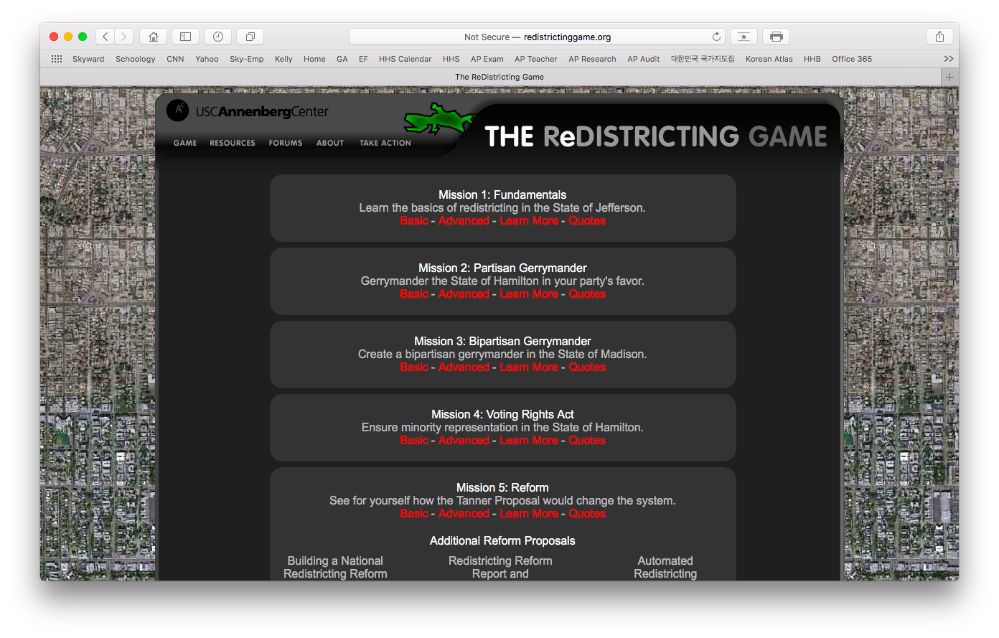 Not Secure — redistrictinggame.org
Skyward Schoology CNN Yahoo Sky-Emp Kelly Home GA EF HHS Calendar HHS AP Exam AP Teacher AP Research AP Audit 대한민국 국가지도집 Korean Atlas HHB Office 365
The ReDistricting Game
AC USCAnnenbergCenter
THE ReDISTRICTING GAME
GAME RESOURCES FORUMS ABOUT TAKE ACTION
Mission 1: Fundamentals
Learn the basics of redistricting in the State of Jefferson.
Basic - Advanced - Learn More - Quotes
Mission 2: Partisan Gerrymander
Gerrymander the State of Hamilton in your party's favor.
Basic - Advanced - Learn More - Quotes
Mission 3: Bipartisan Gerrymander
Create a bipartisan gerrymander in the State of Madison.
Basic - Advanced - Learn More - Quotes
Mission 4: Voting Rights Act
Ensure minority representation in the State of Hamilton.
Basic - Advanced - Learn More - Quotes
Mission 5: Reform
See for yourself how the Tanner Proposal would change the system.
Basic - Advanced - Learn More - Quotes
Additional Reform Proposals
Building a National
Redistricting Reform
Redistricting Reform
Report and
Automated
Redistricting